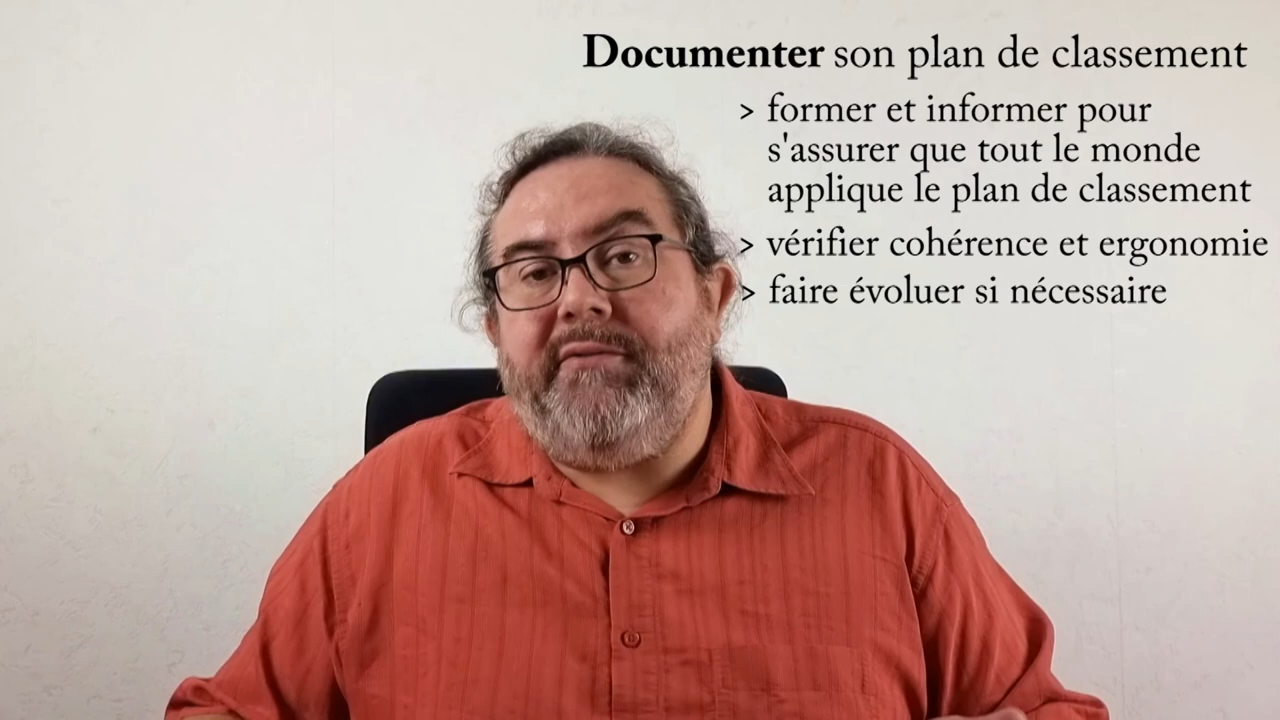 Documenter son plan de classement
> former et informer pour
s'assurer que tout le monde
applique le plan de classement
> vérifier cohérence et ergonomie
> faire évoluer si nécessaire